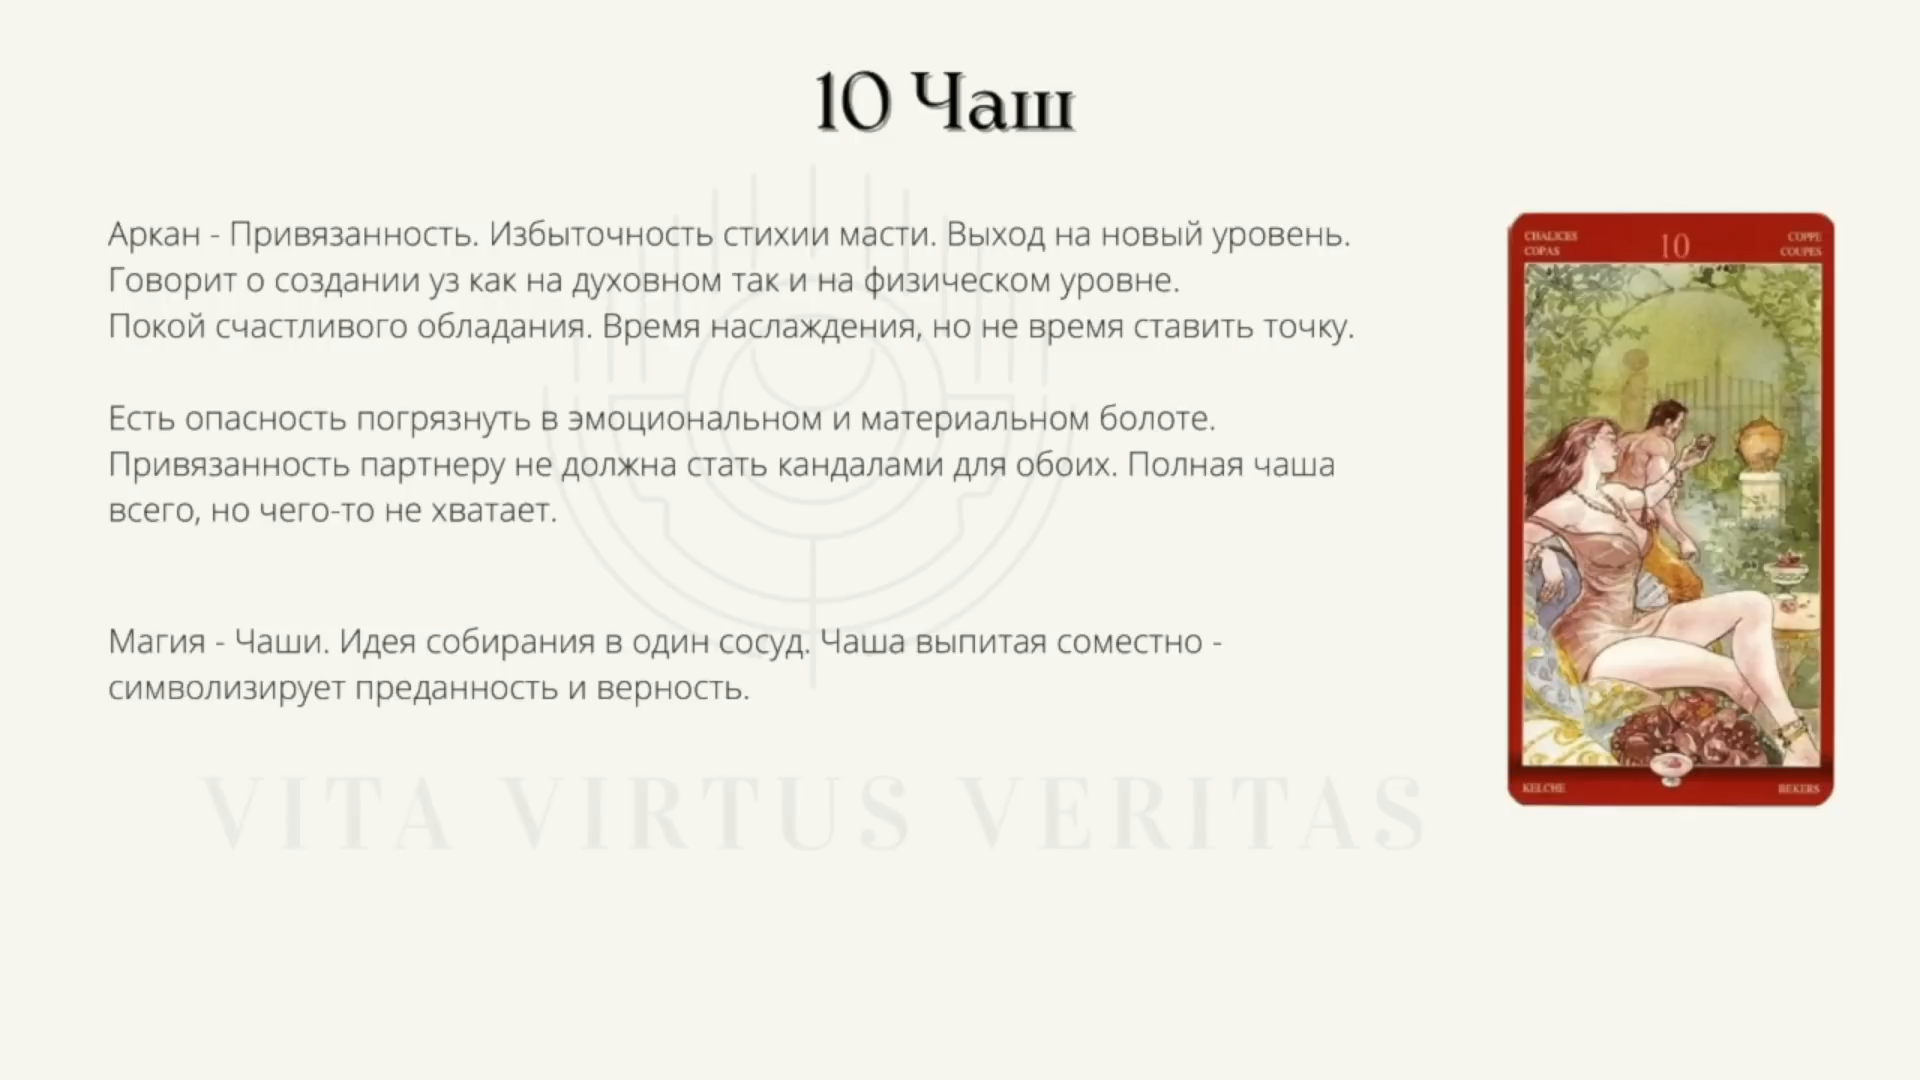 10 Чаш
Аркан - Привязанность. Избыточность стихии масти. Выход на новый уровень.
Говорит о создании уз как на духовном так и на физическом уровне.
Покой счастливого обладания. Время наслаждения, но не время ставить точку.
Есть опасность погрязнуть в эмоциональном и материальном болоте.
Привязанность партнеру не должна стать кандалами для обоих. Полная чаша
всего, но чего-то не хватает.
Магия - Чаши. Идея собирания в один сосуд. Чаша выпитая соместно -
символизирует преданность и верность.
VITA VIRTUS VERITAS
CHALICES
COPAS
10
COPPE
COUPES
KELCHE
BEKERS